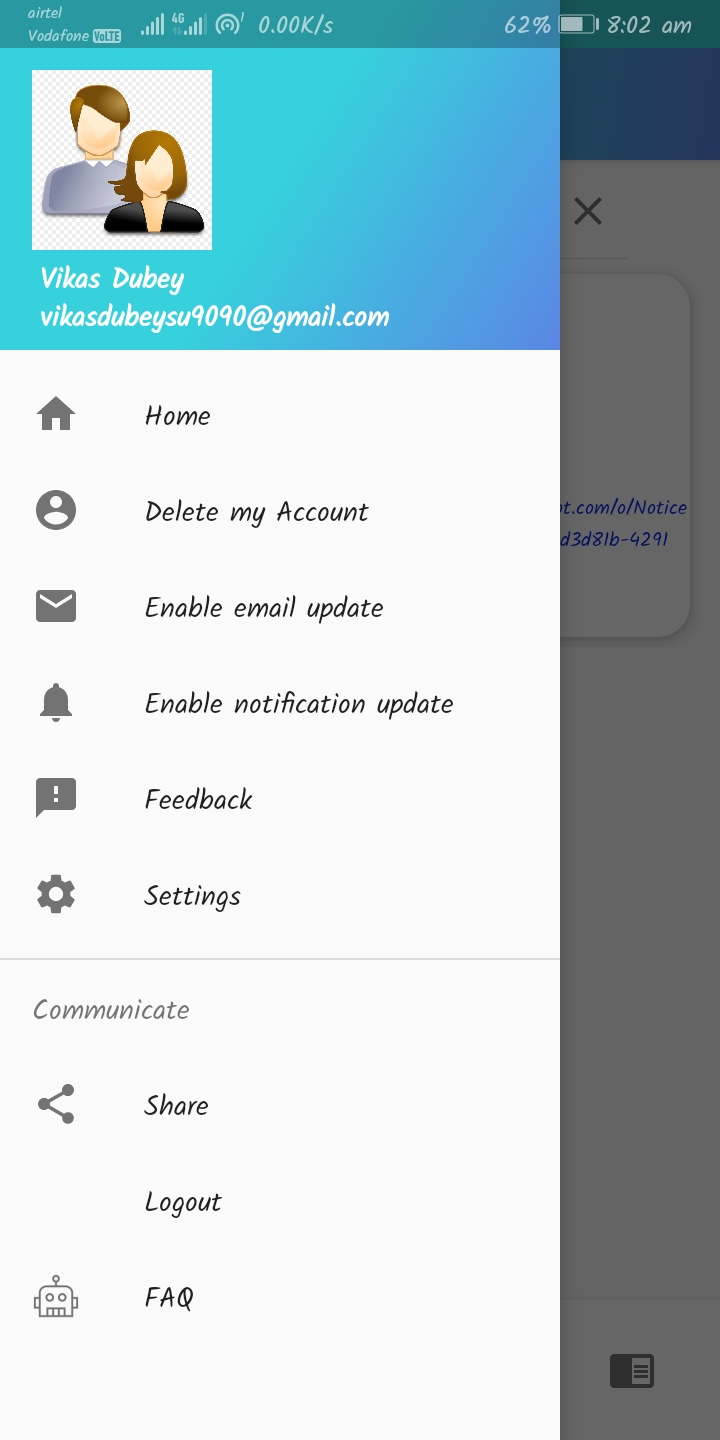 airtel
Vodafone VoLTE
4G
0.00K/s
62%
8:02 am
Vikas Dubey
vikasdubeysu9090@gmail.com
Home
Delete my Account
Enable email update
ot.com/o/Notice
d3d81b-4291
Enable notification update
Feedback
Settings
Communicate
Share
Logout
FAQ